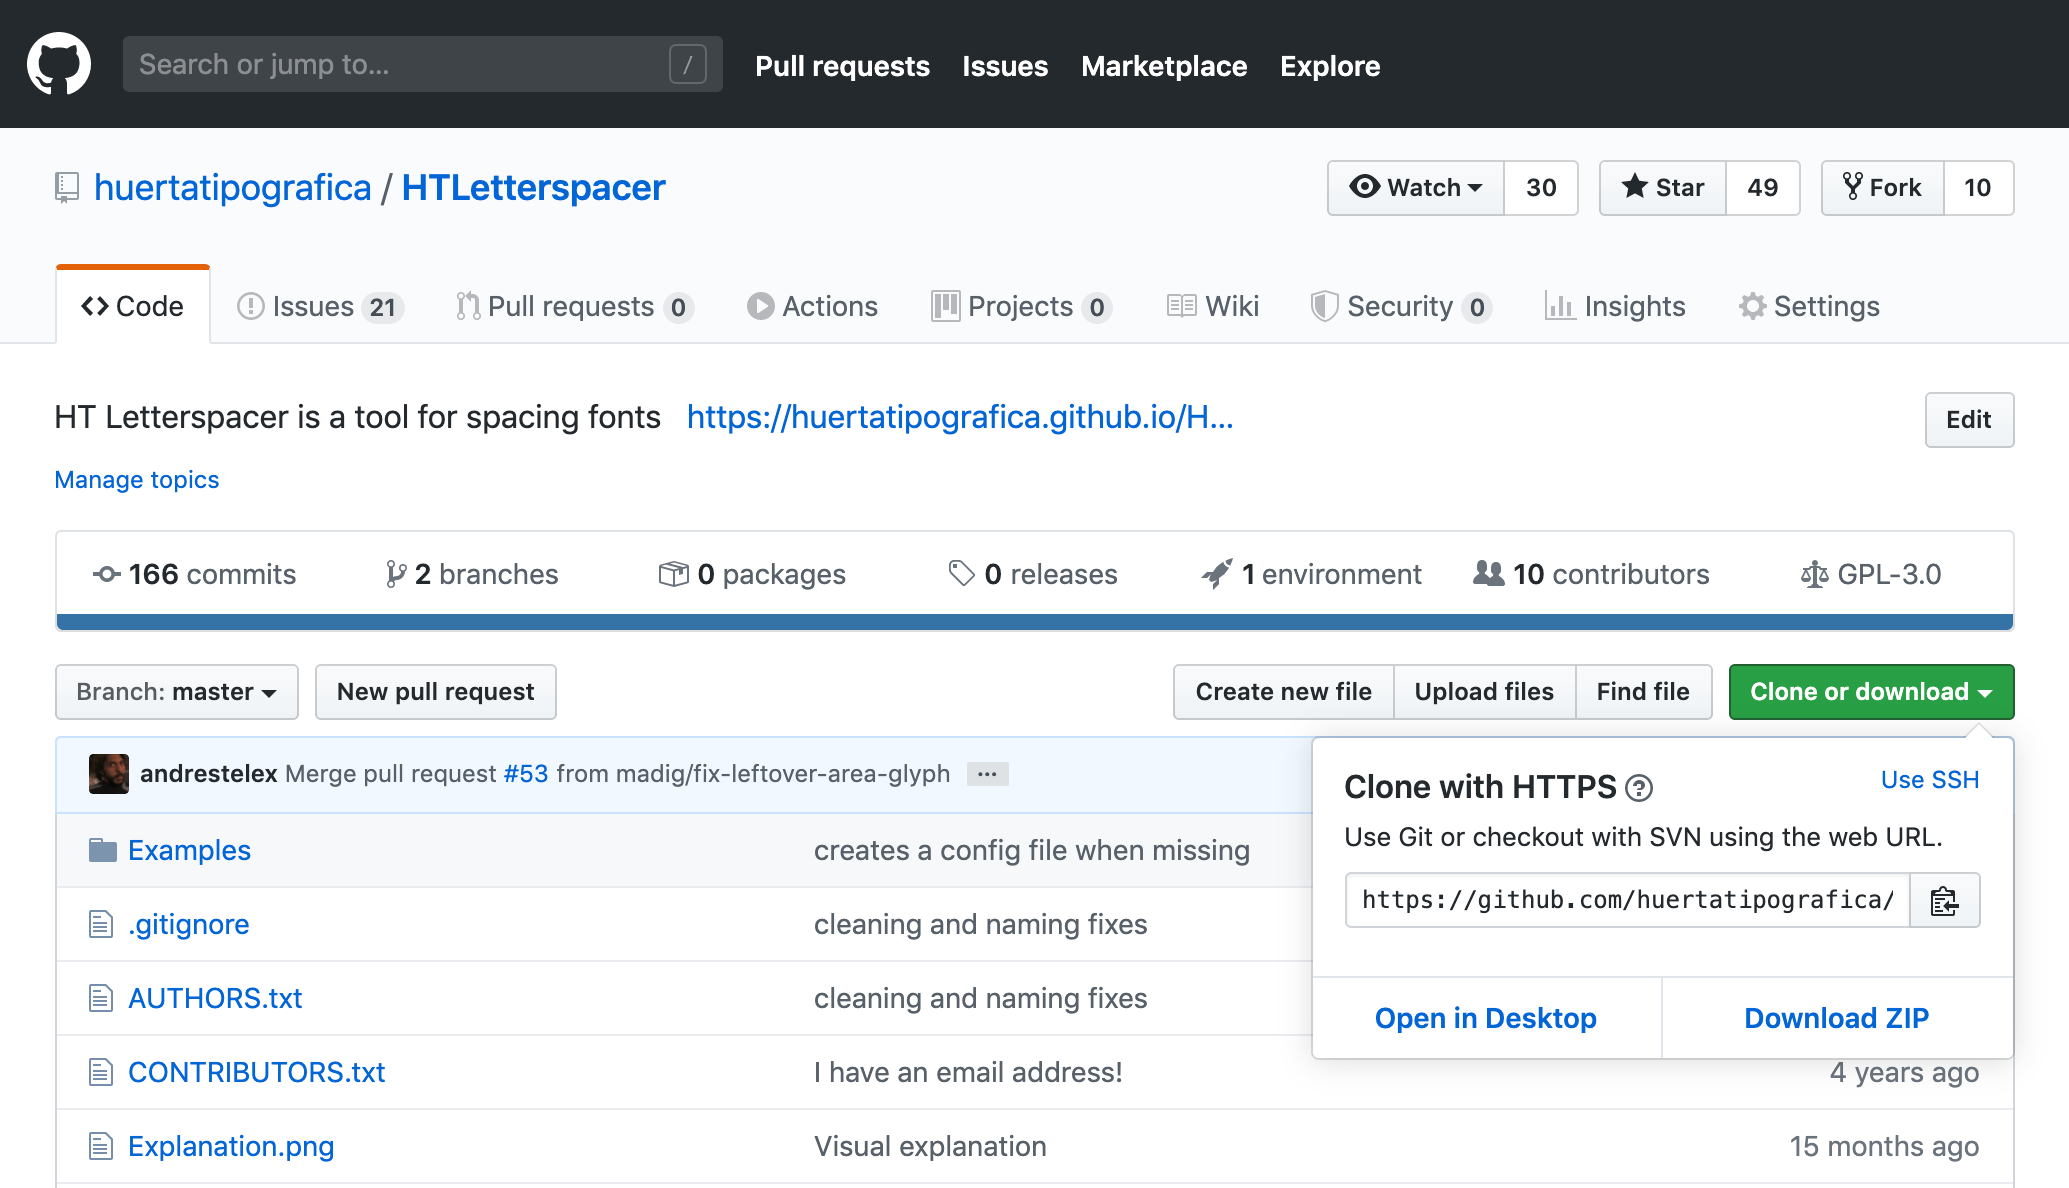 Search or jump to... /
Pull requests Issues Marketplace Explore
huertatipografica / HTLetterspacer
Watch 30 Star 49 Fork 10
Code Issues 21 Pull requests 0 Actions Projects 0 Wiki Security 0 Insights Settings
HT Letterspacer is a tool for spacing fonts https://huertatipografica.github.io/H...
Edit
Manage topics
166 commits 2 branches 0 packages 0 releases 1 environment 10 contributors GPL-3.0
Branch: master New pull request Create new file Upload files Find file Clone or download
andrestelex Merge pull request #53 from madig/fix-leftover-area-glyph ...
Clone with HTTPS ? Use SSH
Use Git or checkout with SVN using the web URL.
https://github.com/huertatipografica/
Open in Desktop Download ZIP
Examples creates a config file when missing
.gitignore cleaning and naming fixes
AUTHORS.txt cleaning and naming fixes
CONTRIBUTORS.txt I have an email address! 4 years ago
Explanation.png Visual explanation 15 months ago